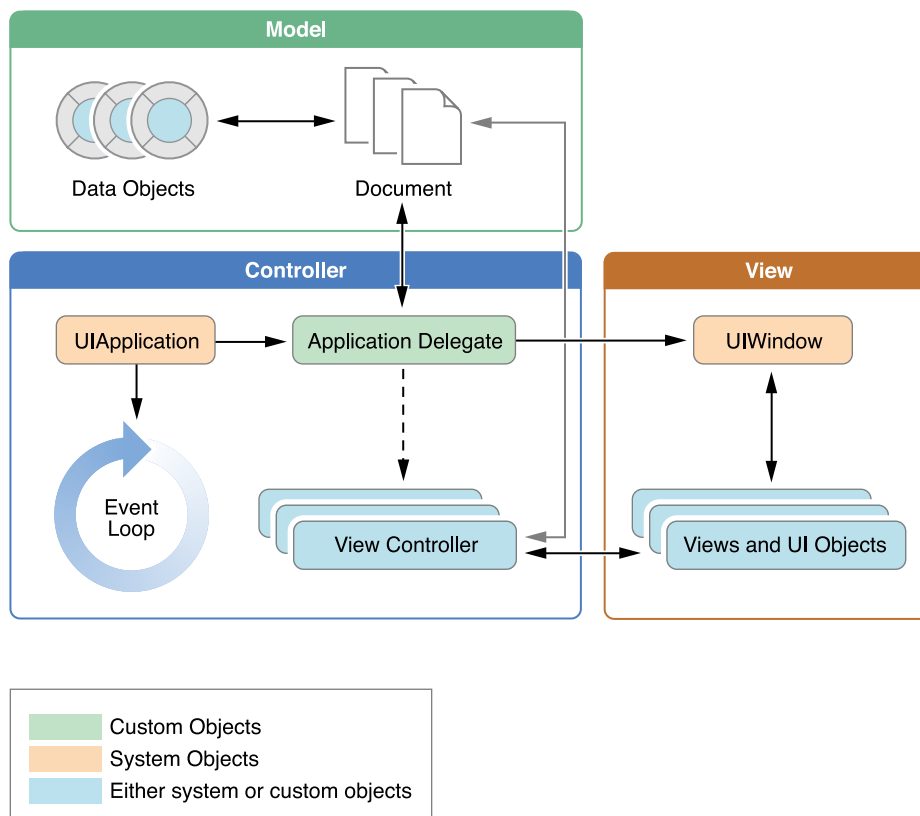 Model
Data Objects
Document
Controller
View
UIApplication
Application Delegate
UIWindow
Event
Loop
View Controller
Views and UI Objects
Custom Objects
System Objects
Either system or custom objects